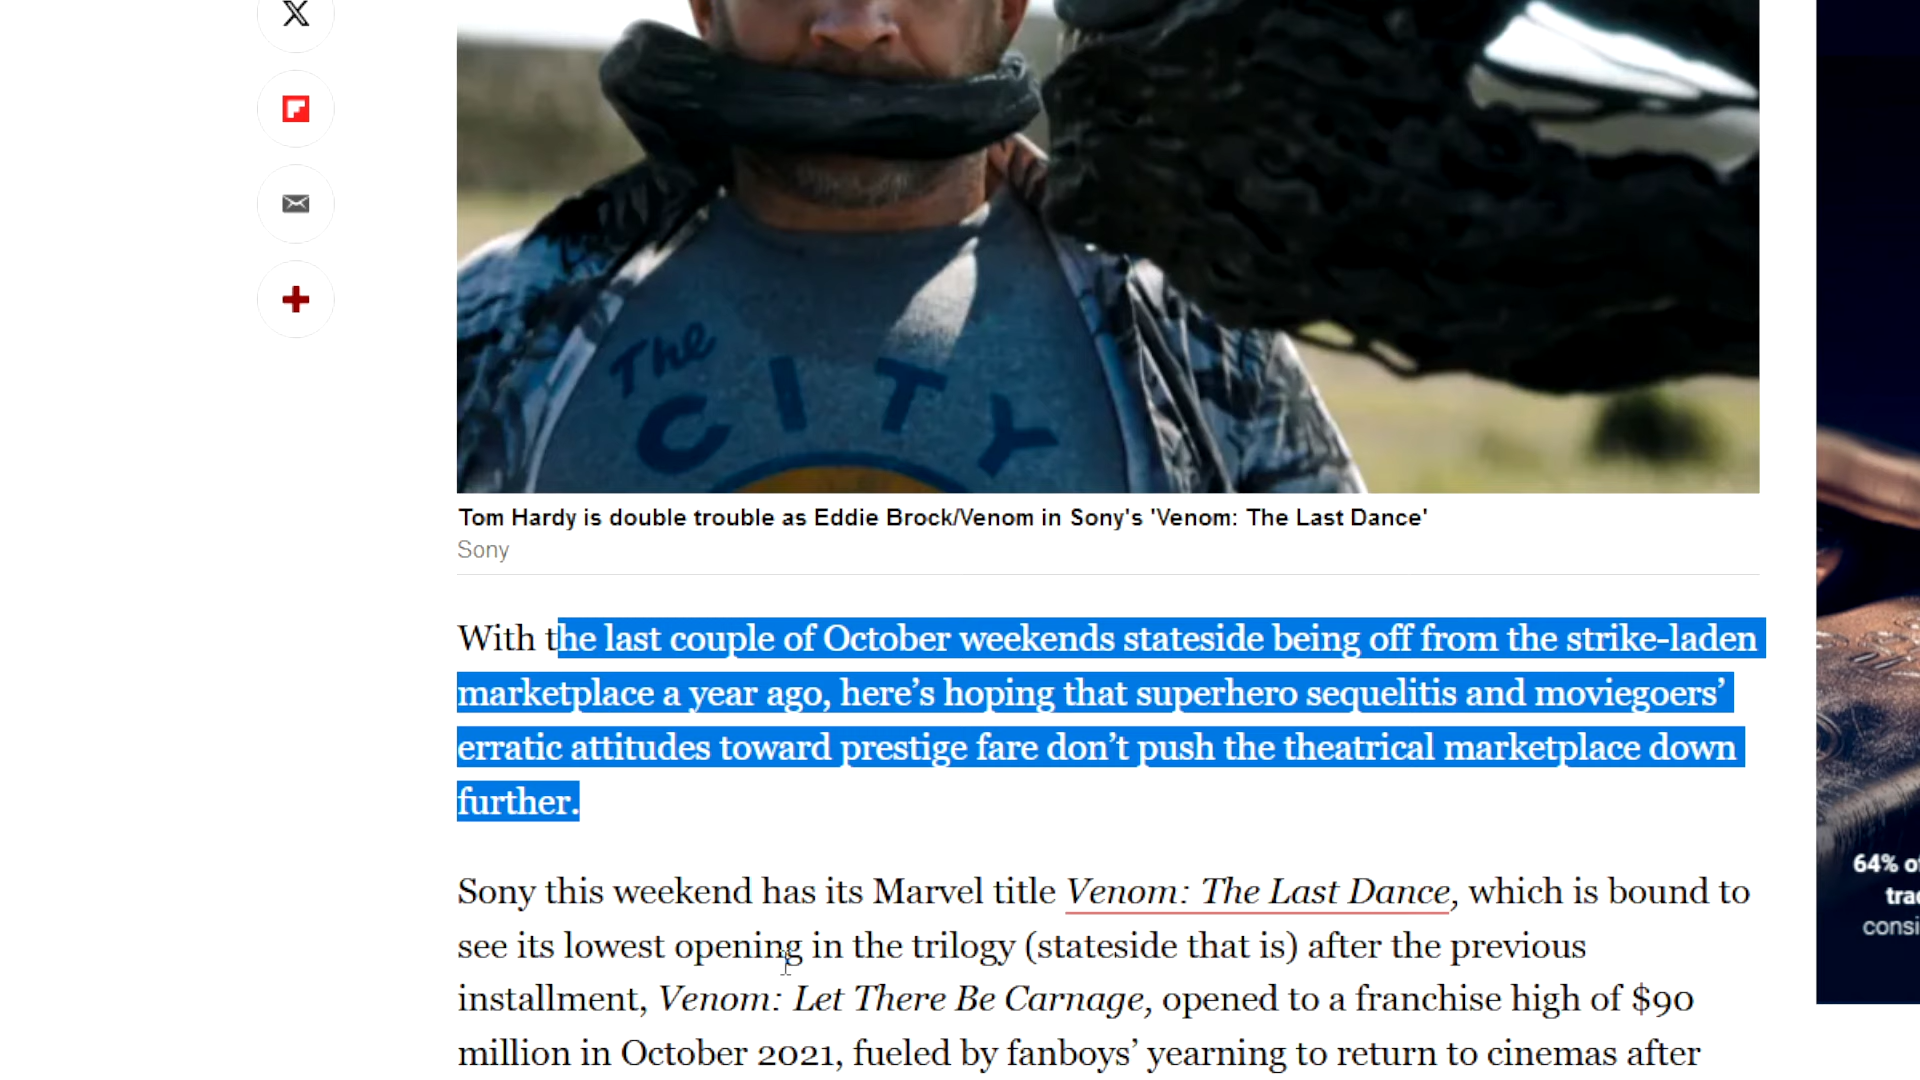 The
CITY
Tom Hardy is double trouble as Eddie Brock/Venom in Sony's 'Venom: The Last Dance'
Sony
With the last couple of October weekends stateside being off from the strike-laden
marketplace a year ago, here’s hoping that superhero sequelitis and moviegoers’
erratic attitudes toward prestige fare don’t push the theatrical marketplace down
further.
Sony this weekend has its Marvel title Venom: The Last Dance, which is bound to
see its lowest opening in the trilogy (stateside that is) after the previous
installment, Venom: Let There Be Carnage, opened to a franchise high of $90
million in October 2021, fueled by fanboys’ yearning to return to cinemas after
64%